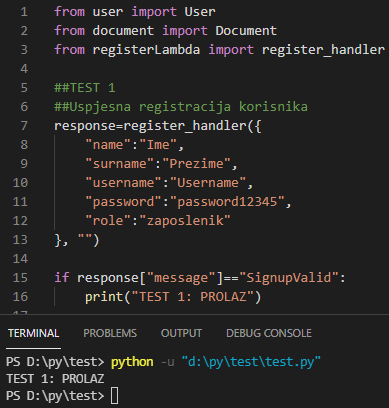 1 from user import User
2 from document import Document
3 from registerLambda import register_handler
4
5 ##TEST 1
6 ##Uspjesna registracija korisnika
7 response=register_handler({
8 "name":"Ime",
9 "surname":"Prezime",
10 "username":"Username",
11 "password":"password12345",
12 "role":"zaposlenik"
13 }, "")
14
15 if response["message"]=="SignupValid":
16 print("TEST 1: PROLAZ")
TERMINAL PROBLEMS OUTPUT DEBUG CONSOLE
PS D:\py\test> python -u "d:\py\test\test.py"
TEST 1: PROLAZ
PS D:\py\test>